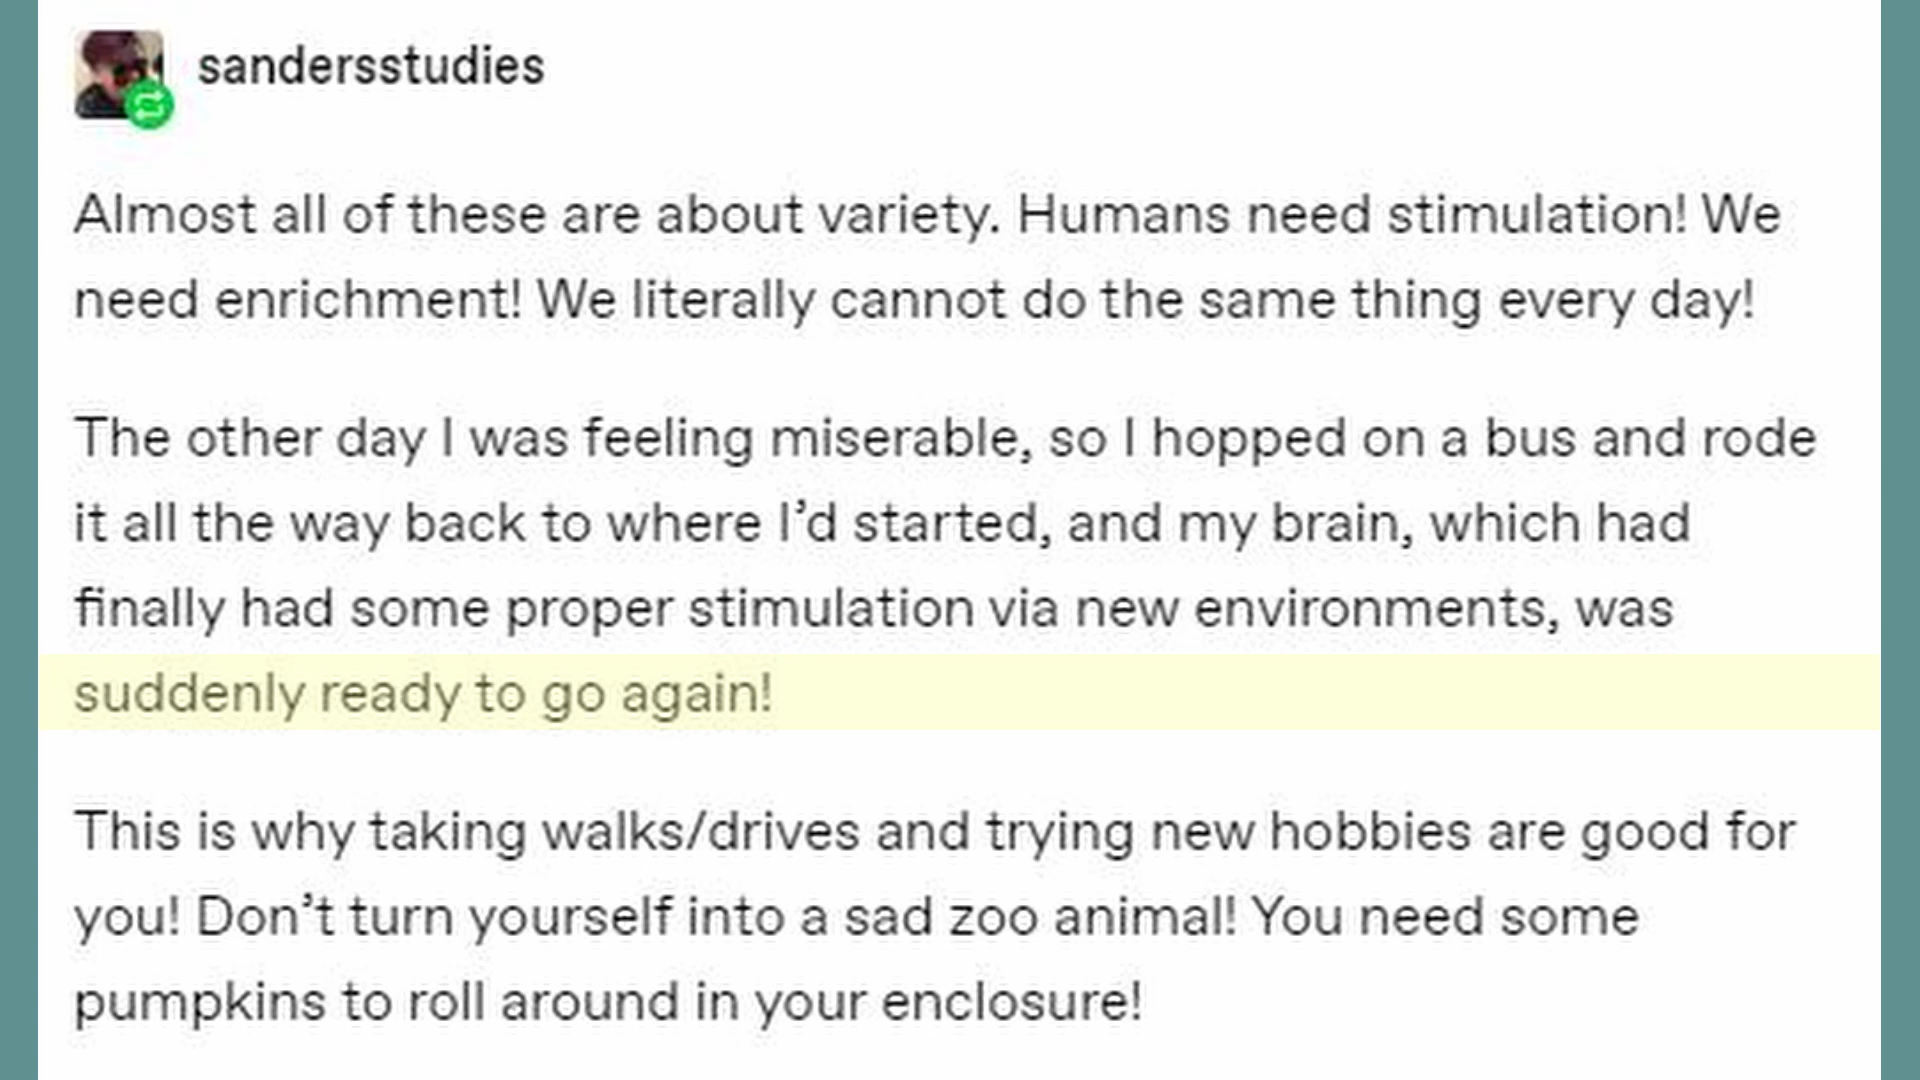 sandersstudies
Almost all of these are about variety. Humans need stimulation! We
need enrichment! We literally cannot do the same thing every day!
The other day I was feeling miserable, so I hopped on a bus and rode
it all the way back to where I’d started, and my brain, which had
finally had some proper stimulation via new environments, was
suddenly ready to go again!
This is why taking walks/drives and trying new hobbies are good for
you! Don’t turn yourself into a sad zoo animal! You need some
pumpkins to roll around in your enclosure!